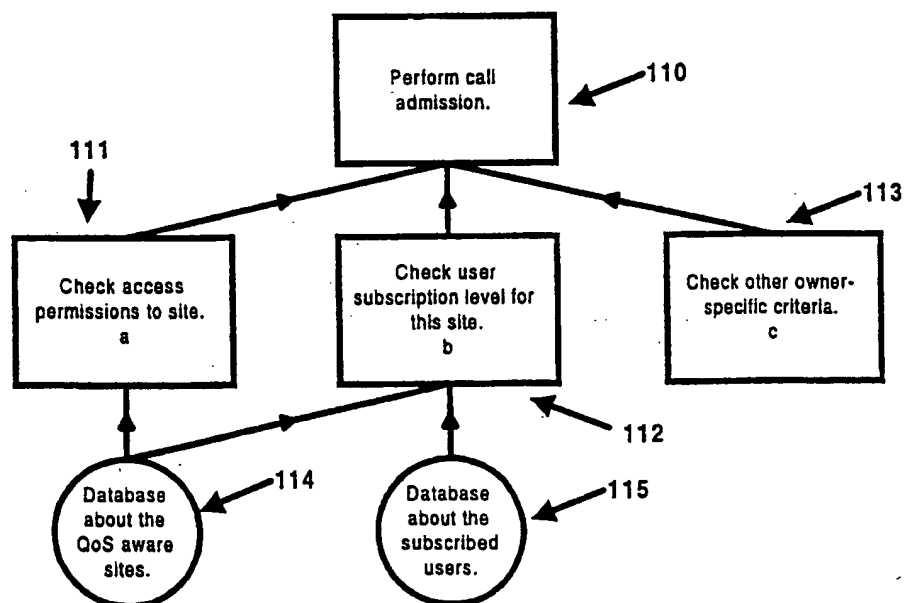 Perform call
admission.
110
111
113
Check access
permissions to site.
a
Check user
subscription level for
this site.
b
Check other owner-
specific criteria.
c
112
Database
about the
QoS aware
sites.
114
Database
about the
subscribed
users.
115